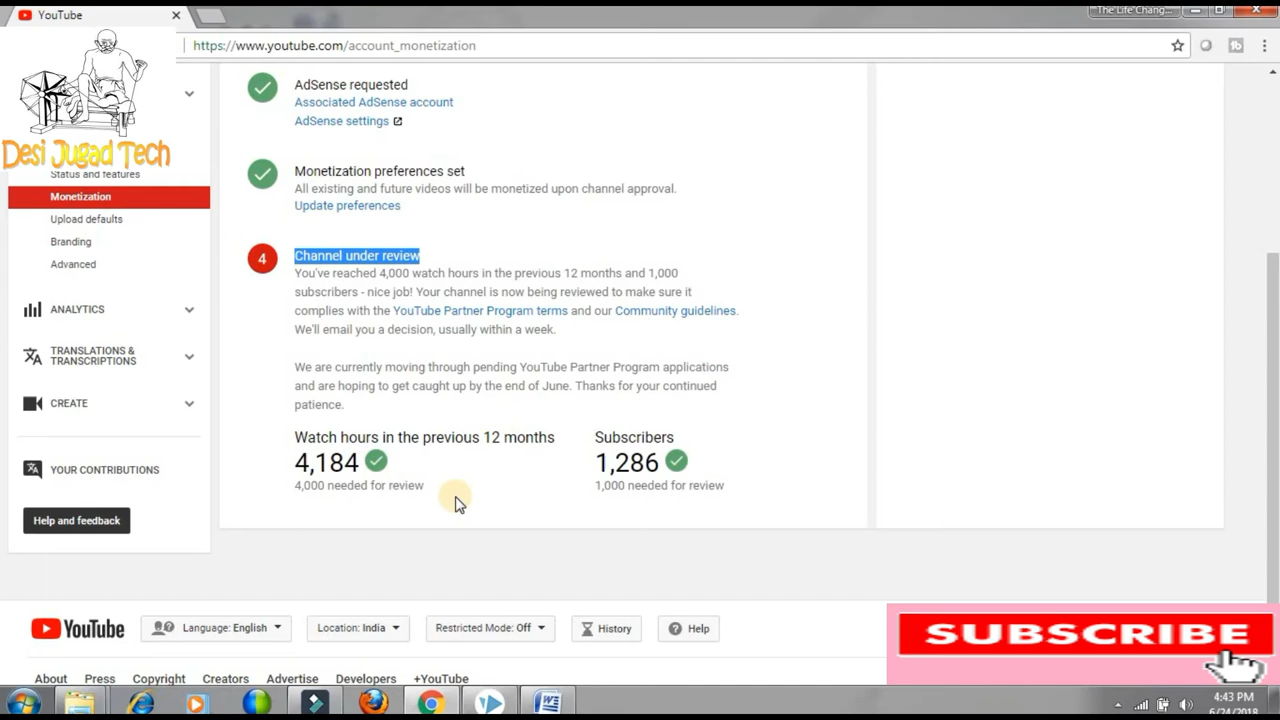 YouTube
The Life Chang...
https://www.youtube.com/account_monetization
Desi Jugad Tech
Status and features
Monetization
Upload defaults
Branding
Advanced
ANALYTICS
TRANSLATIONS &
TRANSCRIPTIONS
CREATE
YOUR CONTRIBUTIONS
Help and feedback
AdSense requested
Associated AdSense account
AdSense settings
Monetization preferences set
All existing and future videos will be monetized upon channel approval.
Update preferences
4
Channel under review
You've reached 4,000 watch hours in the previous 12 months and 1,000
subscribers - nice job! Your channel is now being reviewed to make sure it
complies with the YouTube Partner Program terms and our Community guidelines.
We'll email you a decision, usually within a week.
We are currently moving through pending YouTube Partner Program applications
and are hoping to get caught up by the end of June. Thanks for your continued
patience.
Watch hours in the previous 12 months
4,184
4,000 needed for review
Subscribers
1,286
1,000 needed for review
YouTube
Language: English
Location: India
Restricted Mode: Off
History
Help
SUBSCRIBE
About Press Copyright Creators Advertise Developers +YouTube
4:43 PM
6/24/2018